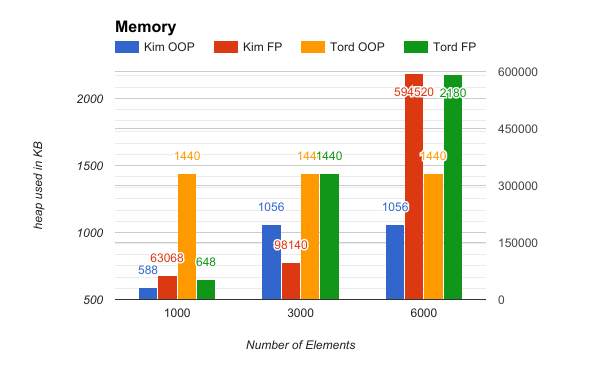 Memory
Kim OOP Kim FP Tord OOP Tord FP
600000
2000 594520 2180
450000
1500 1440 1440 1440 1440
300000
1056 1056
1000 98140 150000
63068 648
588
500 0
1000 3000 6000
heap used in KB
Number of Elements